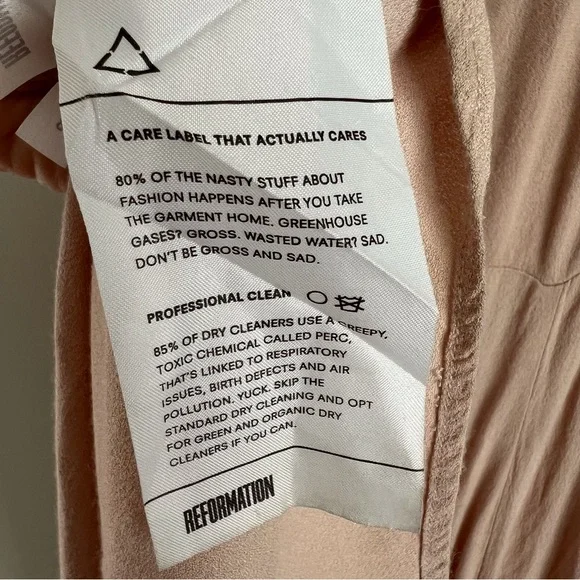 REFORM
A CARE LABEL THAT ACTUALLY CARES
80% OF THE NASTY STUFF ABOUT
FASHION HAPPENS AFTER YOU TAKE
THE GARMENT HOME. GREENHOUSE
GASES? GROSS. WASTED WATER? SAD.
DON'T BE GROSS AND SAD.
PROFESSIONAL CLEAN
85% OF DRY CLEANERS USE A CREEPY,
TOXIC CHEMICAL CALLED PERC,
THAT'S LINKED TO RESPIRATORY
ISSUES, BIRTH DEFECTS AND AIR
POLLUTION. YUCK. SKIP THE
STANDARD DRY CLEANING AND OPT
FOR GREEN AND ORGANIC DRY
CLEANERS IF YOU CAN.
REFORMATION